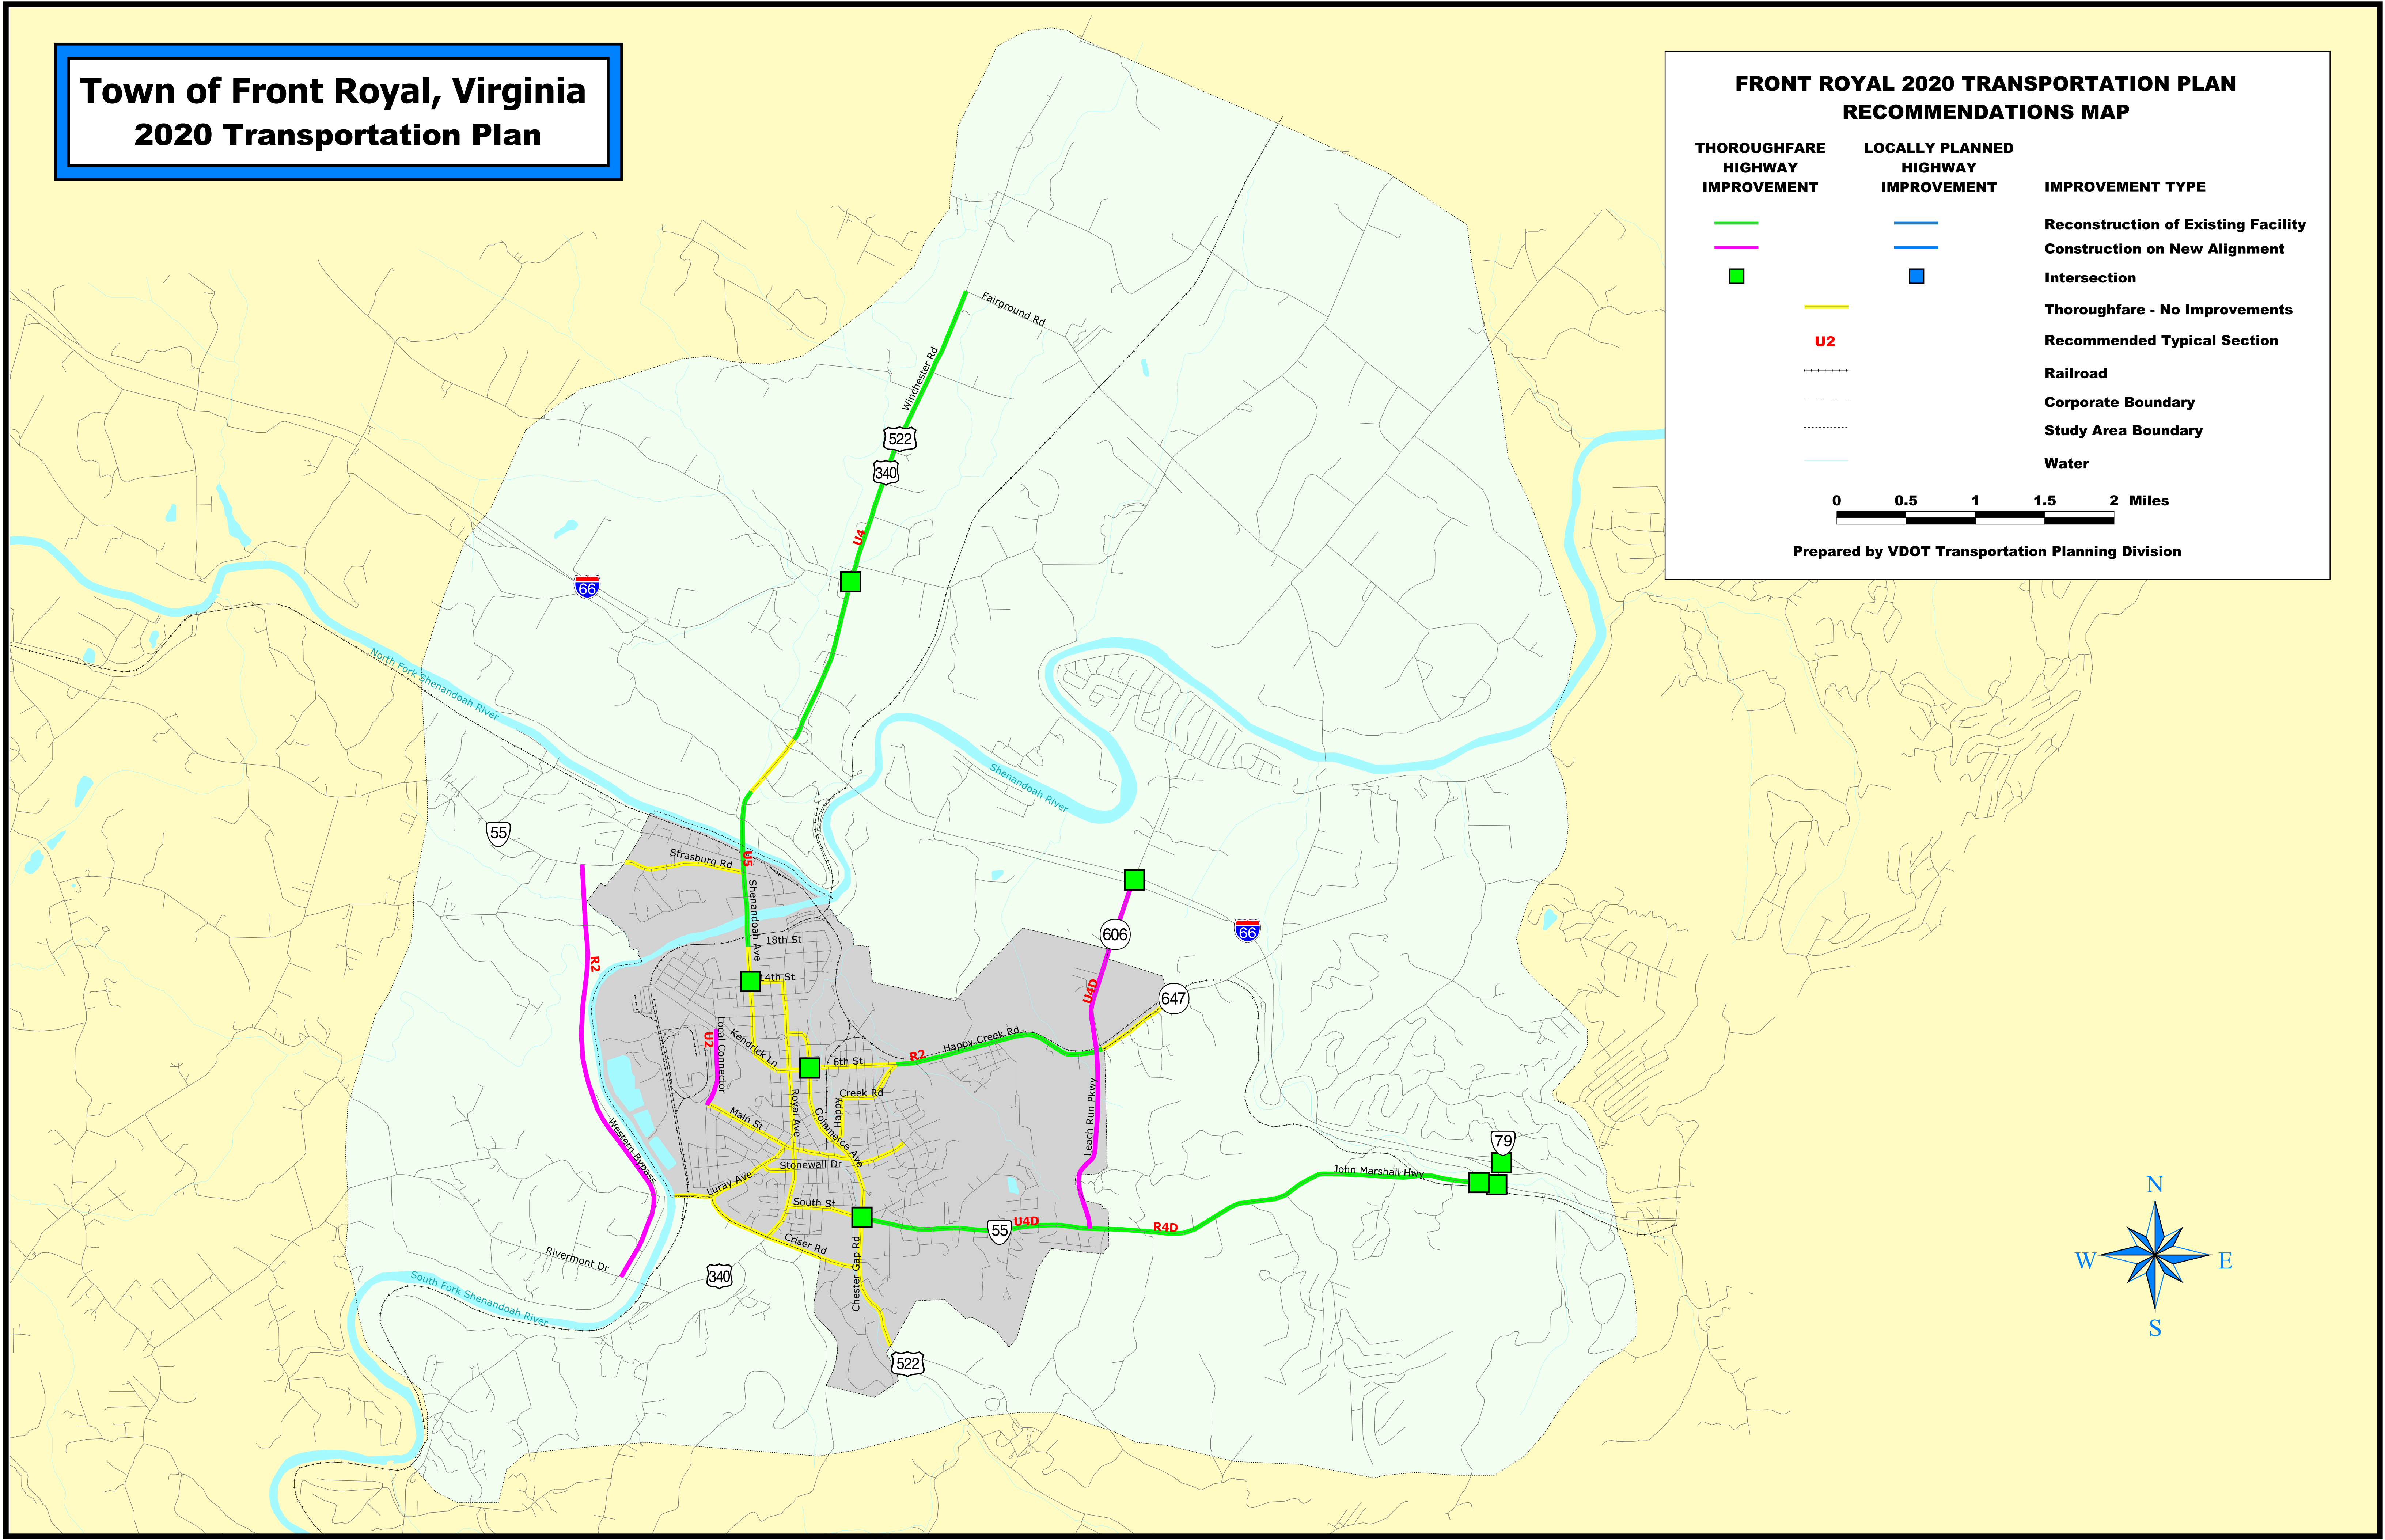 Town of Front Royal, Virginia
2020 Transportation Plan
FRONT ROYAL 2020 TRANSPORTATION PLAN
RECOMMENDATIONS MAP
THOROUGHFARE
HIGHWAY
IMPROVEMENT
LOCALLY PLANNED
HIGHWAY
IMPROVEMENT
IMPROVEMENT TYPE
Reconstruction of Existing Facility
Construction on New Alignment
Intersection
Thoroughfare - No Improvements
U2
Recommended Typical Section
Railroad
Corporate Boundary
Study Area Boundary
Water
0 0.5 1 1.5 2 Miles
Prepared by VDOT Transportation Planning Division
Fairground Rd
Winchester Rd
522
340
U4
66
North Fork Shenandoah River
Shenandoah River
55
Strasburg Rd
U5
Shenandoah Ave
606
66
18th St
R2
14th St
U4D
647
Local Connector
U2
Kendrick Ln
6th St
R2
Happy Creek Rd
Creek Rd
Happy
Royal Ave
Commerce Ave
Main St
Leach Run Pkwy
Western Bypass
79
Stonewall Dr
John Marshall Hwy
Luray Ave
South St
55
U4D
R4D
Criser Rd
Chester Gap Rd
Rivermont Dr
340
South Fork Shenandoah River
522
N
W
E
S